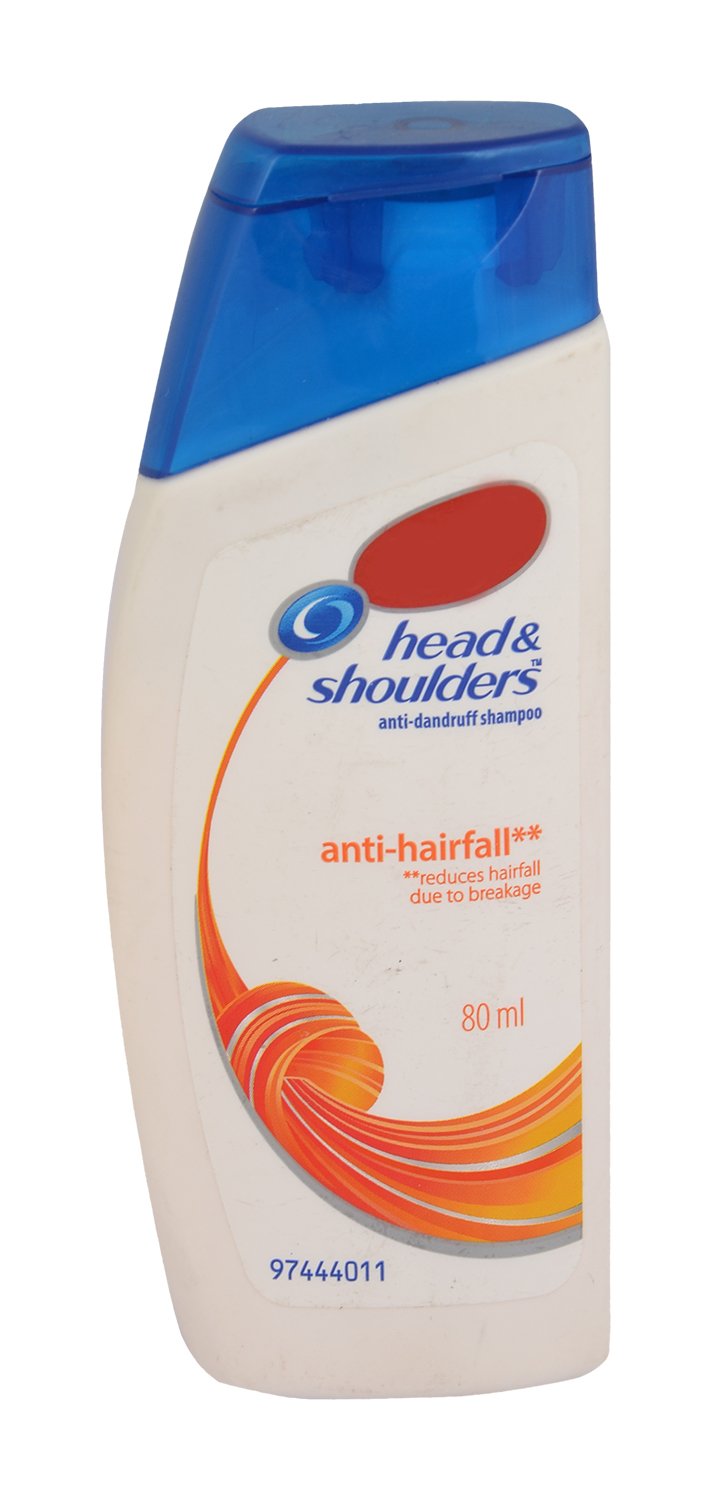 head &
shoulders™
anti-dandruff shampoo
anti-hairfall**
**reduces hairfall
due to breakage
80 ml
97444011